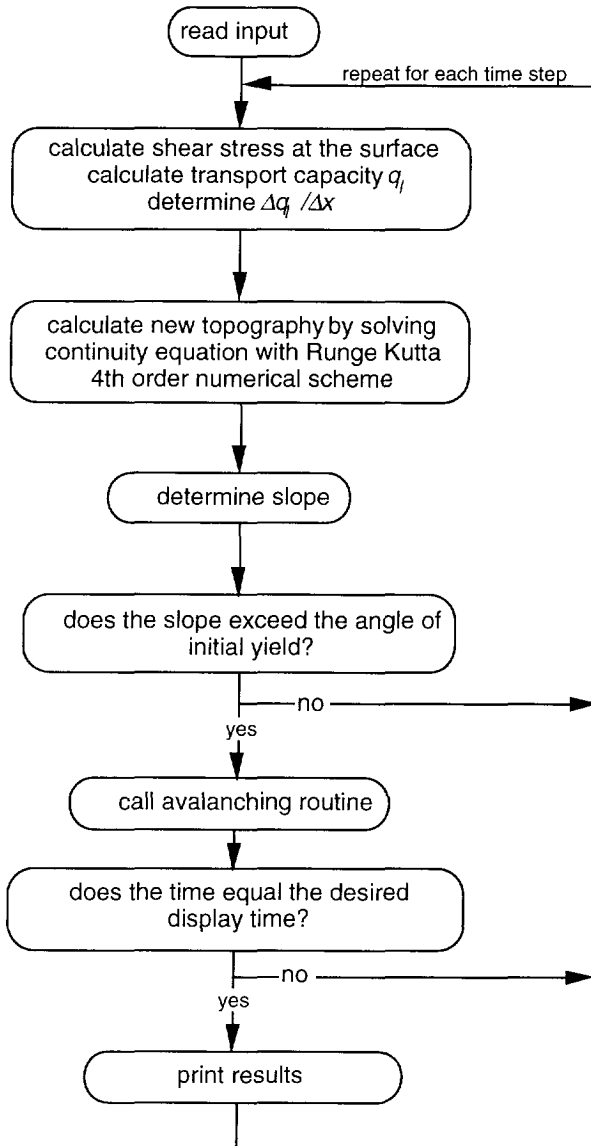 read input
repeat for each time step
calculate shear stress at the surface
calculate transport capacity q_l
determine Δq_l /Δx
calculate new topography by solving
continuity equation with Runge Kutta
4th order numerical scheme
determine slope
does the slope exceed the angle of
initial yield?
no
yes
call avalanching routine
does the time equal the desired
display time?
no
yes
print results